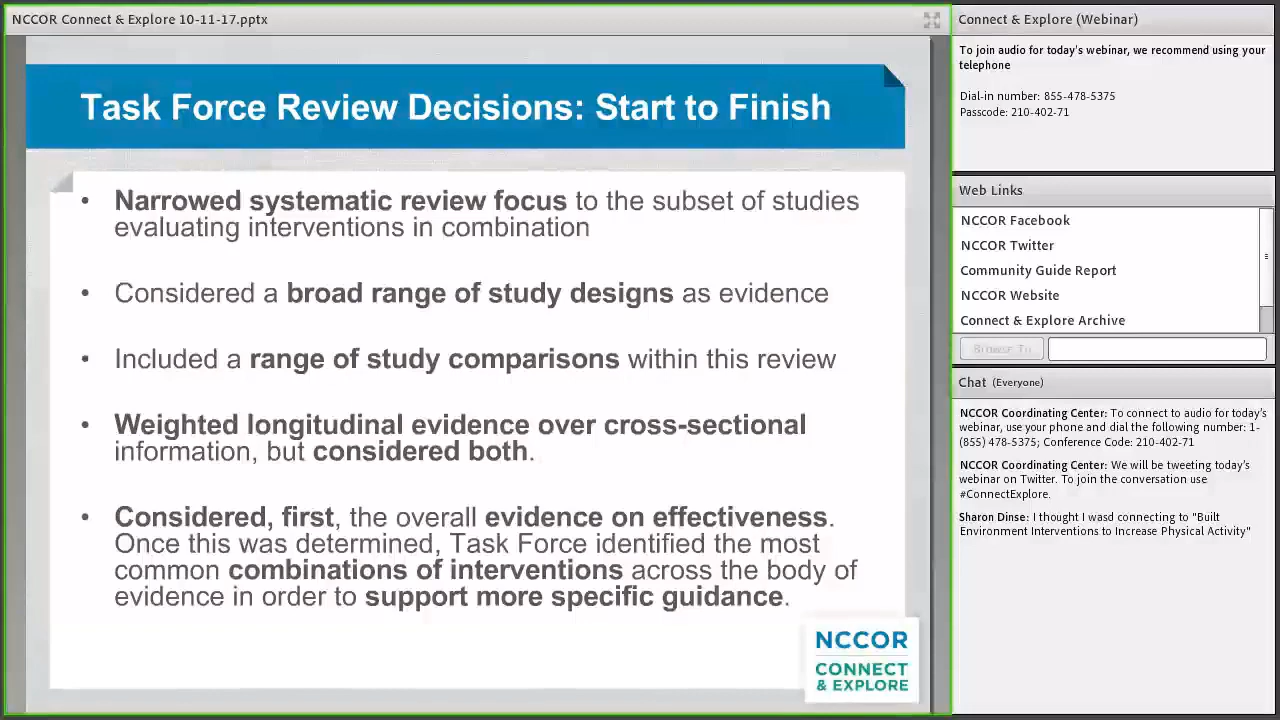 NCCOR Connect & Explore 10-11-17.pptx
Task Force Review Decisions: Start to Finish
• Narrowed systematic review focus to the subset of studies
evaluating interventions in combination
• Considered a broad range of study designs as evidence
• Included a range of study comparisons within this review
• Weighted longitudinal evidence over cross-sectional
information, but considered both.
• Considered, first, the overall evidence on effectiveness.
Once this was determined, Task Force identified the most
common combinations of interventions across the body of
evidence in order to support more specific guidance.
NCCOR
CONNECT
& EXPLORE
Connect & Explore (Webinar)
To join audio for today's webinar, we recommend using your
telephone
Dial-in number: 855-478-5375
Passcode: 210-402-71
Web Links
NCCOR Facebook
NCCOR Twitter
Community Guide Report
NCCOR Website
Connect & Explore Archive
Browse To
Chat (Everyone)
NCCOR Coordinating Center: To connect to audio for today's
webinar, use your phone and dial the following number: 1-
(855) 478-5375; Conference Code: 210-402-71
NCCOR Coordinating Center: We will be tweeting today's
webinar on Twitter. To join the conversation use
#ConnectExplore.
Sharon Dinse: I thought I wasd connecting to "Built
Environment Interventions to Increase Physical Activity"